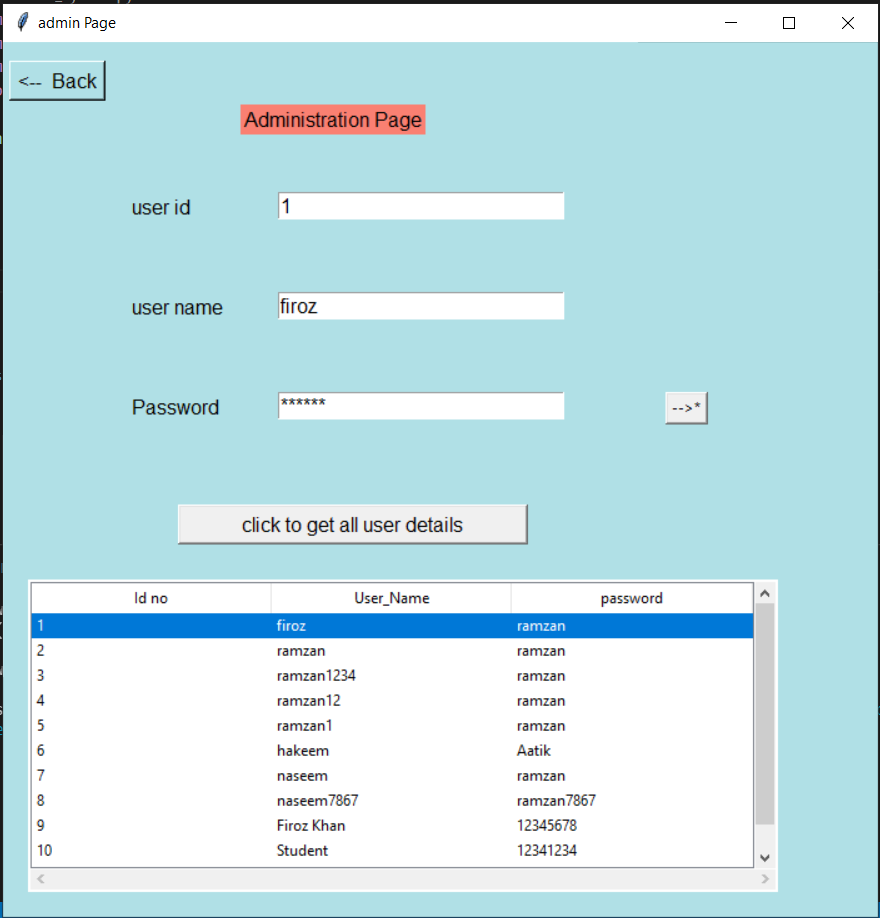 admin Page
<-- Back
Administration Page
user id 1
user name firoz
Password ******
-->*
click to get all user details
Id no User_Name password
1 firoz ramzan
2 ramzan ramzan
3 ramzan1234 ramzan
4 ramzan12 ramzan
5 ramzan1 ramzan
6 hakeem Aatik
7 naseem ramzan
8 naseem7867 ramzan7867
9 Firoz Khan 12345678
10 Student 12341234